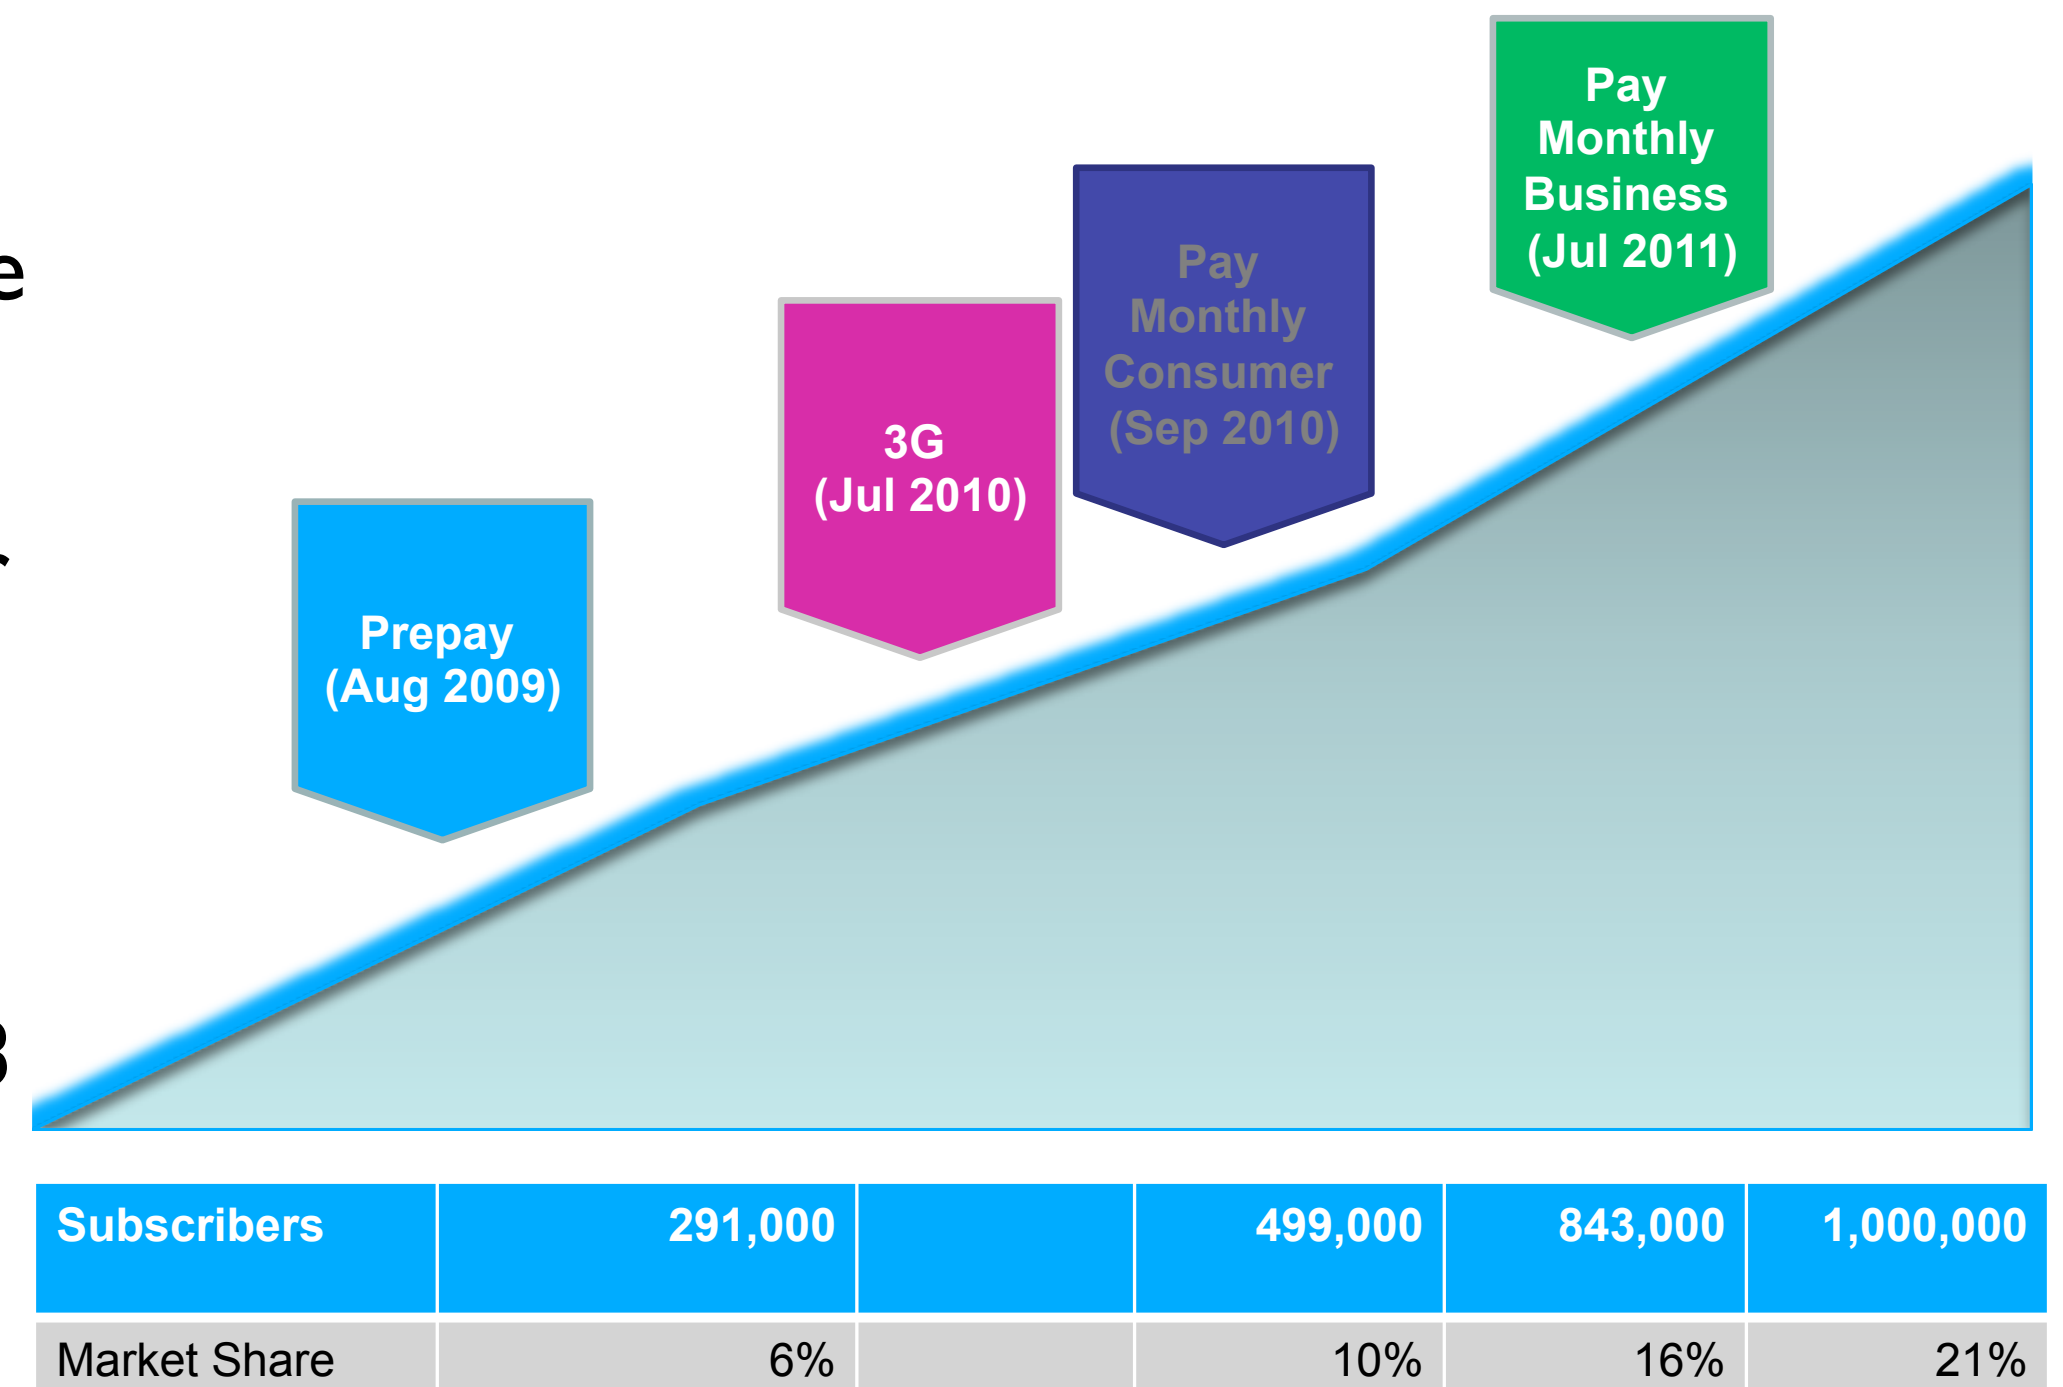 Pay
Monthly
Business
(Jul 2011)
Pay
Monthly
Consumer
(Sep 2010)
3G
(Jul 2010)
Prepay
(Aug 2009)
e
Subscribers 291,000 499,000 843,000 1,000,000
Market Share 6% 10% 16% 21%